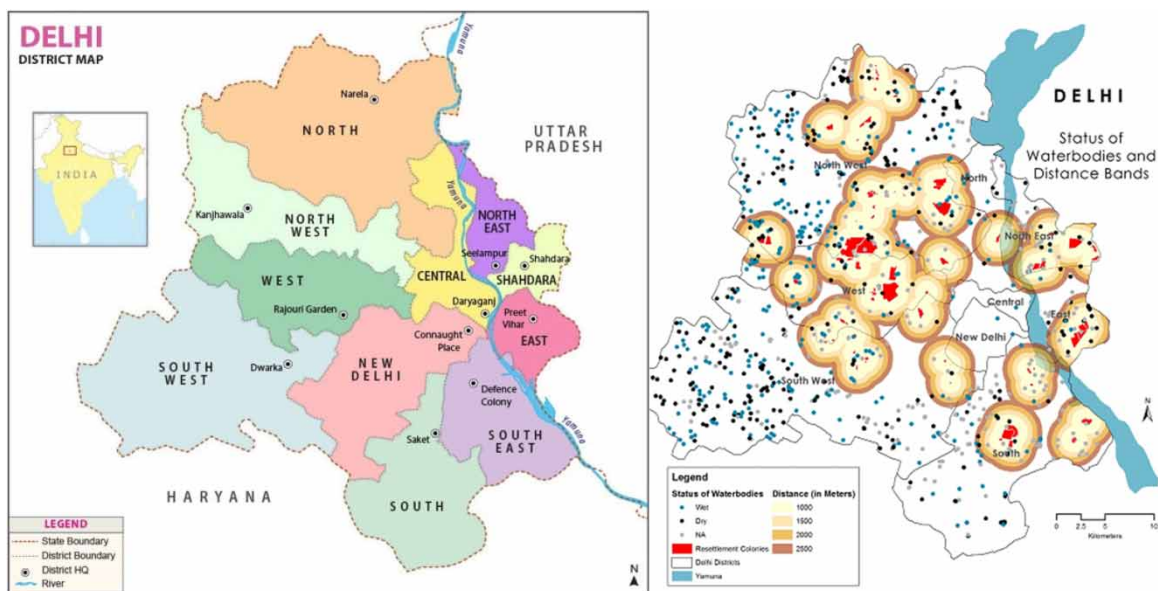 DELHI
DISTRICT MAP
INDIA
Yamuna
Narela
NORTH
UTTAR
PRADESH
Yamuna
Kanjhawala
NORTH
WEST
NORTH
EAST
Seelampur
Shahdara
SHAHDARA
WEST
CENTRAL
Rajouri Garden
Daryaganj
Preet
Vihar
EAST
Connaught
Place
SOUTH
WEST
Dwarka
NEW
DELHI
Defence
Colony
Saket
SOUTH
EAST
Yamuna
HARYANA
SOUTH
LEGEND
State Boundary
District Boundary
District HQ
River
N
DELHI
Status of
Waterbodies and
Distance Bands
North West
North
North East
West
Central
East
New Delhi
South West
South
N
Legend
Status of Waterbodies
Wet
Dry
NA
Resettlement Colonies
Delhi Districts
Yamuna
Distance (in Meters)
1000
1500
2000
2500
0 2.5 5 10
Kilometers